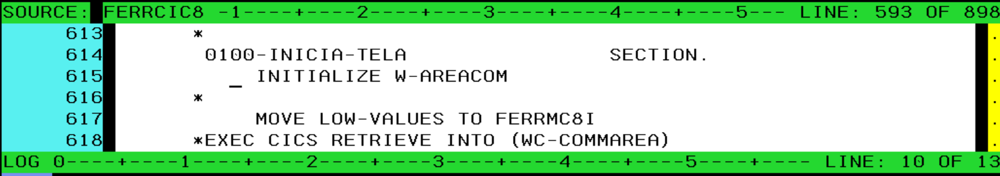 SOURCE: FERRCIC8 -1----+----2----+----3----+----4----+----5--- LINE: 593 OF 898
613 * .
614 0100-INICIA-TELA SECTION. .
615 _ INITIALIZE W-AREACOM .
616 * .
617 MOVE LOW-VALUES TO FERRMC8I .
618 *EXEC CICS RETRIEVE INTO (WC-COMMAREA) .
LOG 0----+----1----+----2----+----3----+----4----+----5----+---- LINE: 10 OF 13